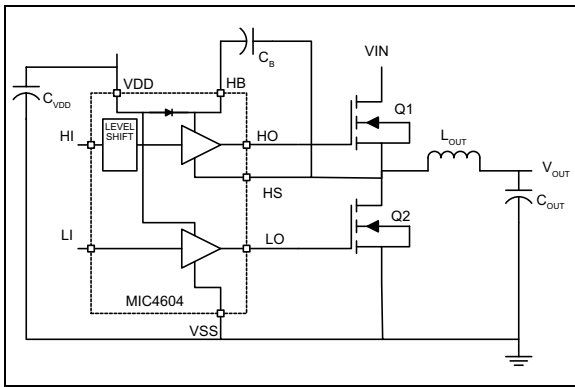 VIN
C_B
VDD
HB
C_VDD
Q1
LEVEL
SHIFT
HI
HO
L_OUT
V_OUT
HS
C_OUT
Q2
LI
LO
MIC4604
VSS